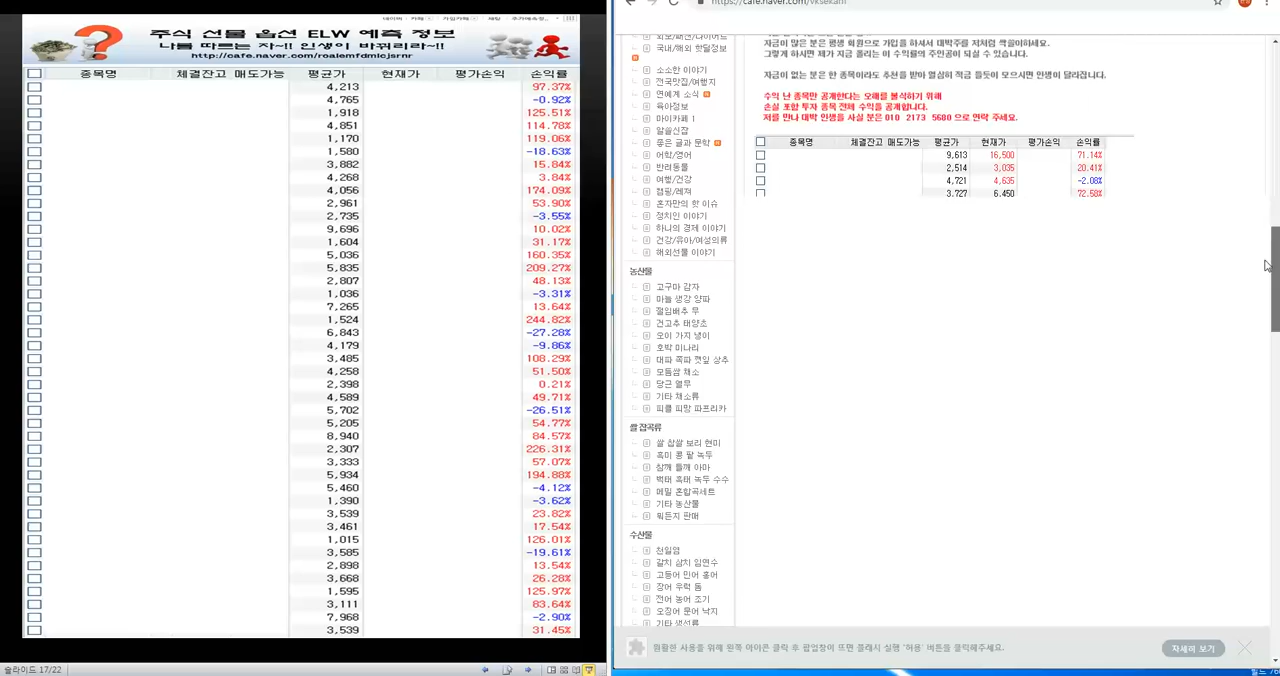 주식 선물 옵션 ELW 예측 정보
나를 따르는 자~!! 인생이 바뀌리라~!!
종목명 체결잔고 매도가능 평균가 현재가 평가손익 손익률
4,213 97.37%
4,765 -0.92%
1,918 125.51%
4,851 114.78%
1,170 119.06%
1,580 -18.63%
3,882 15.84%
4,268 3.84%
4,056 174.09%
2,961 53.90%
2,735 -3.55%
9,696 10.02%
1,604 31.17%
5,036 160.35%
5,835 209.27%
2,807 48.13%
1,036 -3.31%
7,265 13.64%
1,524 244.82%
6,843 -27.28%
4,179 -9.86%
3,485 108.29%
4,258 51.50%
2,398 0.21%
4,589 49.71%
5,702 -26.51%
5,205 54.77%
8,940 84.57%
2,307 226.31%
3,333 57.07%
5,934 194.88%
5,460 -4.12%
1,390 -3.62%
3,539 23.82%
3,461 17.54%
1,015 126.01%
3,585 -19.61%
2,898 13.54%
3,668 26.28%
1,595 125.97%
3,111 83.64%
7,968 -2.90%
3,539 31.45%
슬라이드 17/22
https://cafe.naver.com/vksekami
국내/해외 핫딜정보
소소한 이야기
전국맛집/여행지
연예계 소식
육아정보
마이카페 1
알쓸신잡
좋은 글과 문학
어학/영어
반려동물
여행/건강
캠핑/레져
혼자만의 핫 이슈
정치인 이야기
하나의 경제 이야기
건강/유아/여성의류
해외선물 이야기
농산물
고구마 감자
마늘 생강 양파
절임배추 무
건고추 태양초
오이 가지 냉이
호박 미나리
대파 쪽파 깻잎 상추
모듬쌈 채소
당근 열무
기타 채소류
피클 피망 파프리카
쌀 잡곡류
쌀 찹쌀 보리 현미
흑미 콩 팥 녹두
참깨 들깨 아마
백태 흑태 녹두 수수
메밀 혼합곡세트
기타 농산물
뭐든지 판매
수산물
천일염
갈치 삼치 임연수
고등어 민어 홍어
장어 우럭 돔
전어 농어 조기
오징어 문어 낙지
기타 생선류
지금이 많은 분은 평생 회원으로 가입을 하셔서 대박주를 저처럼 싹쓸이하세요.
그렇게 하시면 제가 지금 올리는 이 수익률의 주인공이 되실 수 있습니다.
자금이 없는 분은 한 종목이라도 추천을 받아 열심히 적금 들듯이 모으시면 인생이 달라집니다.
수익 난 종목만 공개한다는 오해를 불식하기 위해
손실 포함 투자 종목 전체 수익을 공개합니다.
저를 만나 대박 인생을 사실 분은 010 2173 5680 으로 연락 주세요.
종목명 체결잔고 매도가능 평균가 현재가 평가손익 손익률
9,613 16,500 71.14%
2,514 3,035 20.41%
4,721 4,635 -2.08%
3,727 6,450 72.58%
원활한 사용을 위해 왼쪽 아이콘 클릭 후 팝업창이 뜨면 플래시 실행 '허용' 버튼을 클릭해주세요.
자세히 보기